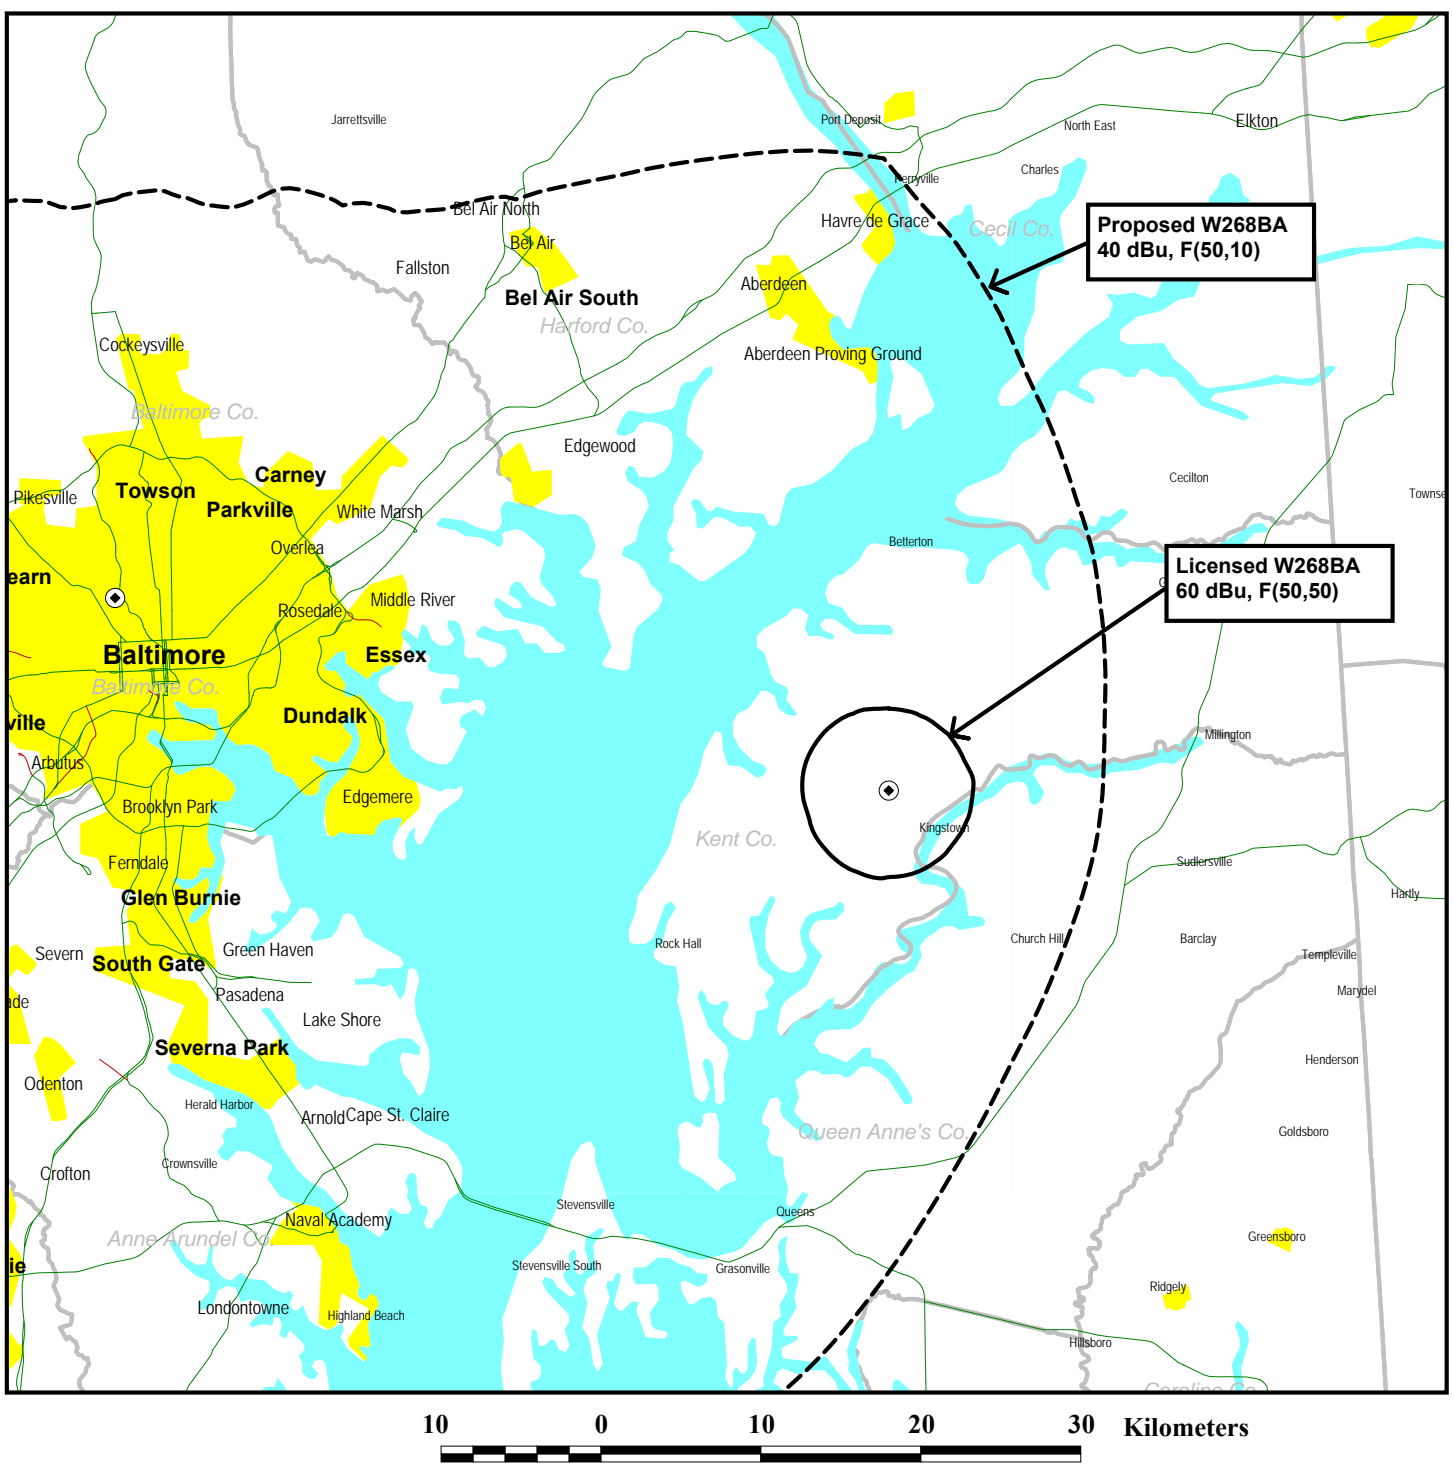 Jarrettsville
Port Deposit
North East
Elkton
Charles
Perryville
Bel Air North
Havre de Grace
Cecil Co.
Proposed W268BA
40 dBu, F(50,10)
Bel Air
Fallston
Aberdeen
Bel Air South
Harford Co.
Cockeysville
Aberdeen Proving Ground
Baltimore Co.
Edgewood
Carney
Cecilton
Pikesville
Towson
Townse
Parkville
White Marsh
Betterton
Overlea
Licensed W268BA
60 dBu, F(50,50)
earn
G
Middle River
Rosedale
Baltimore
Essex
Baltimore Co.
Dundalk
ville
Millington
Arbutus
Edgemere
Brooklyn Park
Kingstown
Kent Co.
Ferndale
Sudlersville
Glen Burnie
Hartly
Rock Hall
Church Hill
Barclay
Green Haven
Severn
South Gate
Templeville
Marydel
Pasadena
ade
Lake Shore
Severna Park
Henderson
Odenton
Herald Harbor
Arnold
Cape St. Claire
Queen Anne's Co.
Goldsboro
Crownsville
Crofton
Stevensville
Queens
Naval Academy
Anne Arundel Co.
Greensboro
ie
Stevensville South
Grasonville
Ridgely
Londontowne
Highland Beach
Hillsboro
Caroline Co.
10 0 10 20 30 Kilometers